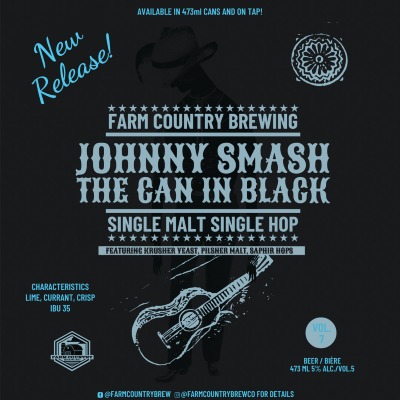 AVAILABLE IN 473ml CANS AND ON TAP!
New
Release!
FARM COUNTRY BREWING
JOHNNY SMASH
THE CAN IN BLACK
SINGLE MALT SINGLE HOP
FEATURING KRUSHER YEAST, PILSNER MALT, SAPHIR HOPS
CHARACTERISTICS
LIME, CURRANT, CRISP
IBU 35
VOL.
7
BEER / BIÈRE
473 ML 5% ALC./VOL.5
@FARMCOUNTRYBREW @FARMCOUNTRYBREWCO FOR DETAILS